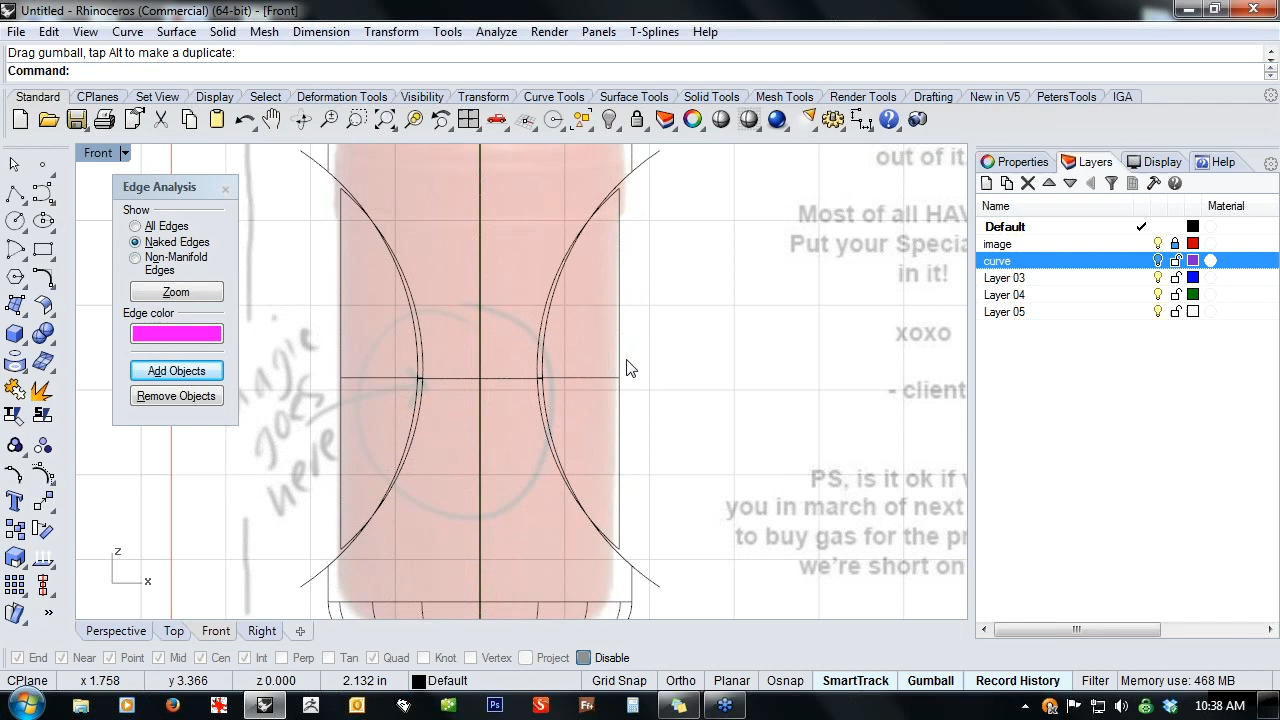 Untitled - Rhinoceros (Commercial) (64-bit) - [Front]
File Edit View Curve Surface Solid Mesh Dimension Transform Tools Analyze Render Panels T-Splines Help
Drag gumball, tap Alt to make a duplicate:
Command:
Standard CPlanes Set View Display Select Deformation Tools Visibility Transform Curve Tools Surface Tools Solid Tools Mesh Tools Render Tools Drafting New in V5 PetersTools IGA
Front
Edge Analysis
Show
All Edges
Naked Edges
Non-Manifold
Edges
Zoom
Edge color
Add Objects
Remove Objects
out of it
Most of all HAV
Put your Specia
in it!
xoxo
- client
PS, is it ok if
you in march of next
to buy gas for the pr
we're short on
goes
here
z
x
Properties Layers Display Help
Name Material
Default
image
curve
Layer 03
Layer 04
Layer 05
Perspective Top Front Right
End Near Point Mid Cen Int Perp Tan Quad Knot Vertex Project Disable
CPlane x 1.758 y 3.366 z 0.000 2.132 in Default Grid Snap Ortho Planar Osnap SmartTrack Gumball Record History Filter Memory use: 468 MB
10:38 AM